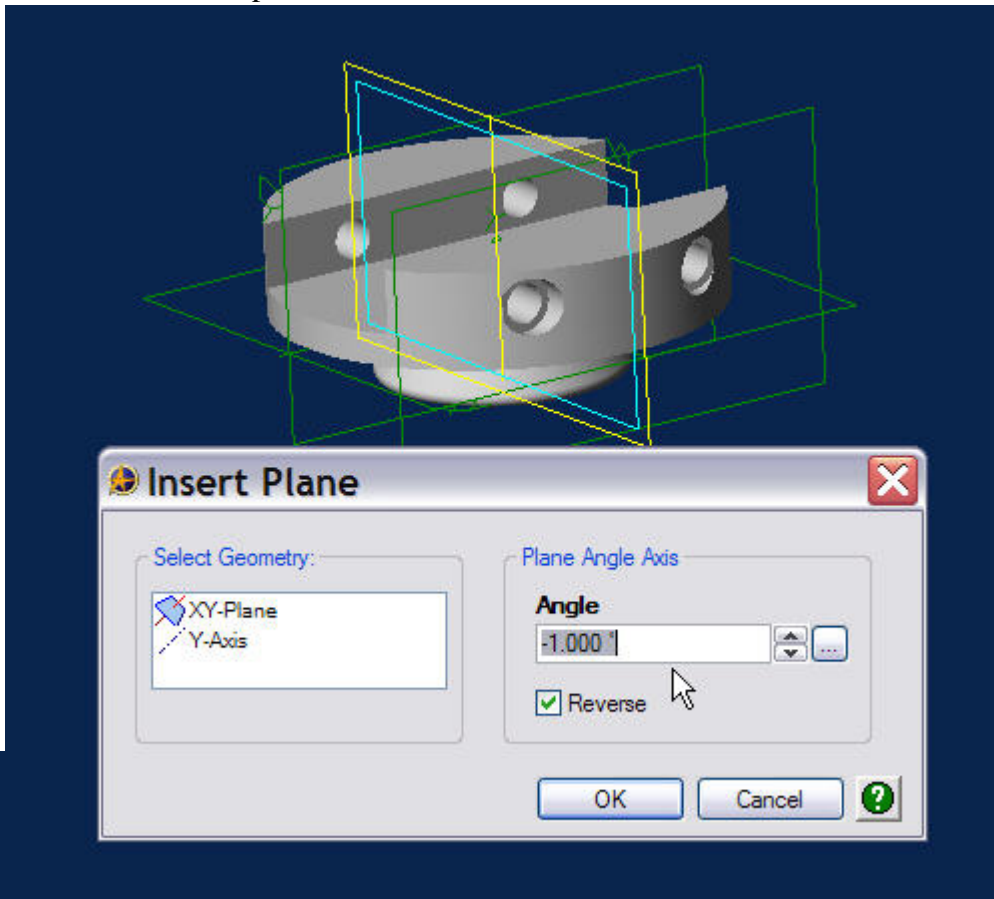 Insert Plane
Select Geometry:
XY-Plane
Y-Axis
Plane Angle Axis
Angle
-1.000 °
...
Reverse
OK
Cancel
?